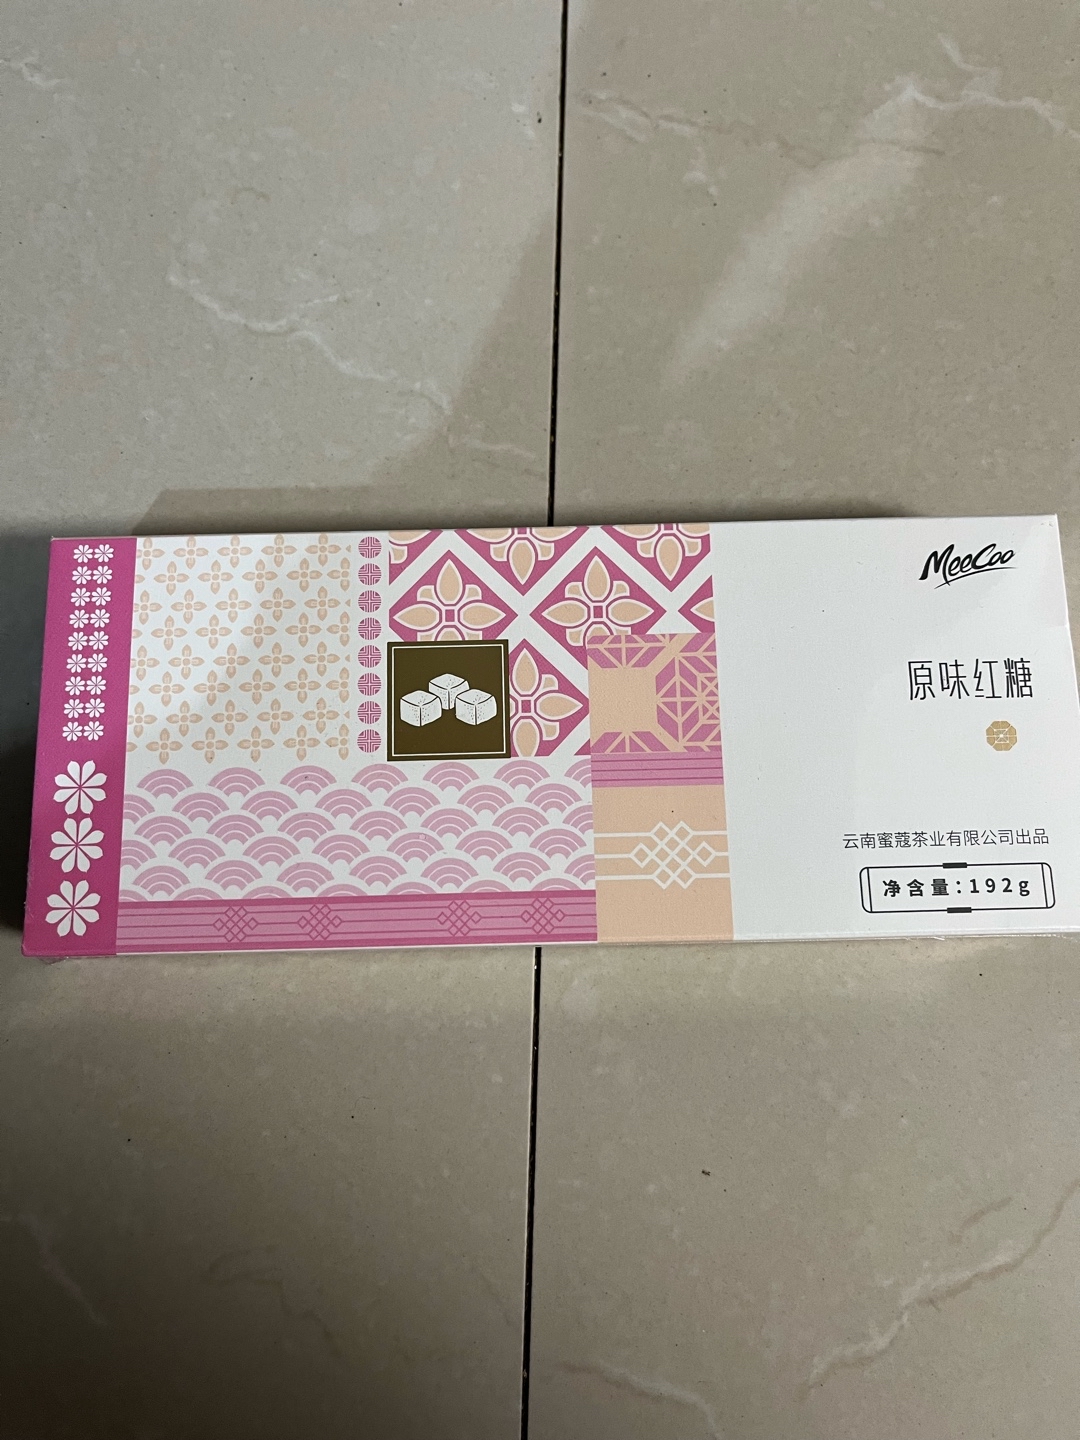 MeeCoo
原味红糖
云南蜜蔻茶业有限公司出品
净含量:192g